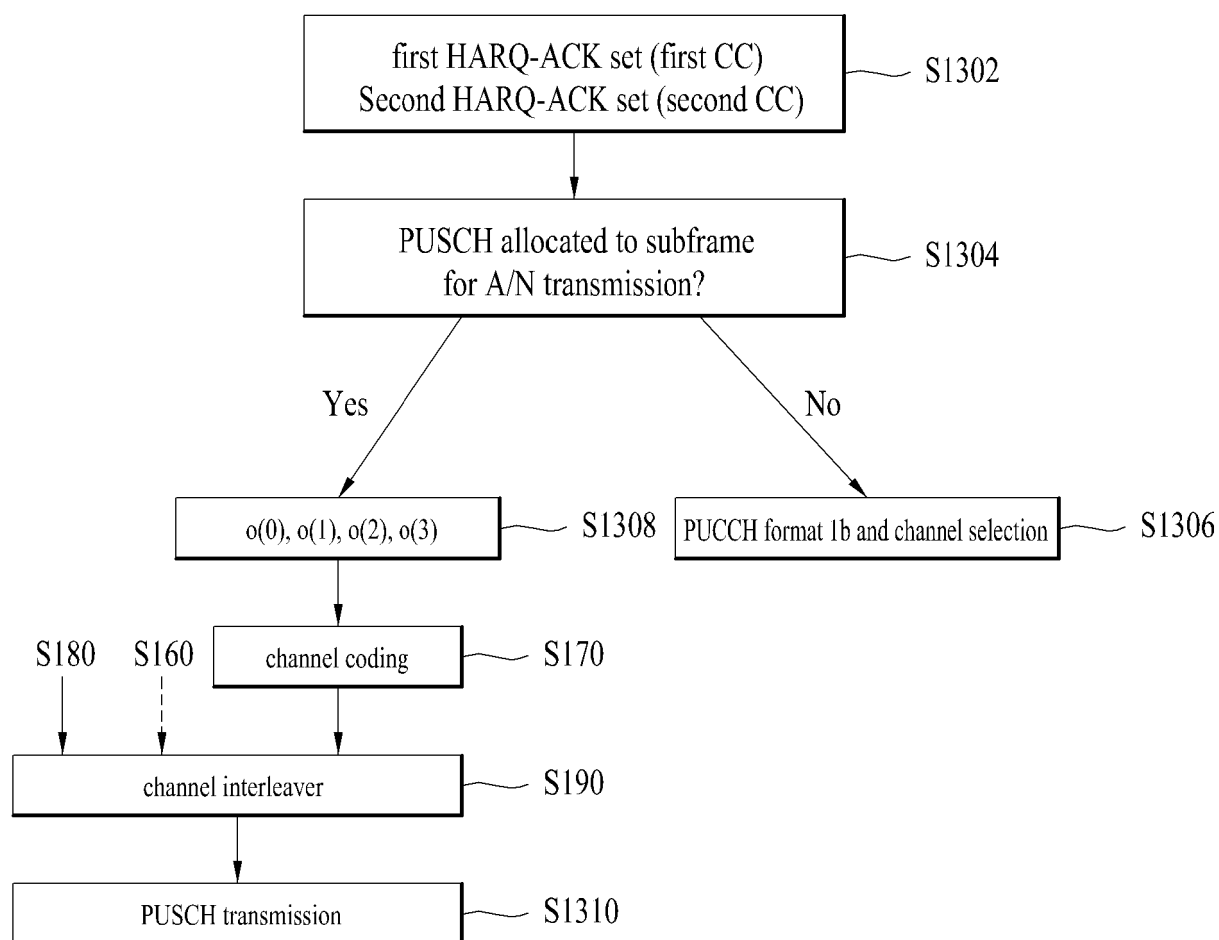 first HARQ-ACK set (first CC)
Second HARQ-ACK set (second CC)
S1302
PUSCH allocated to subframe
for A/N transmission?
S1304
Yes
No
o(0), o(1), o(2), o(3)
S1308
PUCCH format 1b and channel selection
S1306
S180
S160
channel coding
S170
channel interleaver
S190
PUSCH transmission
S1310